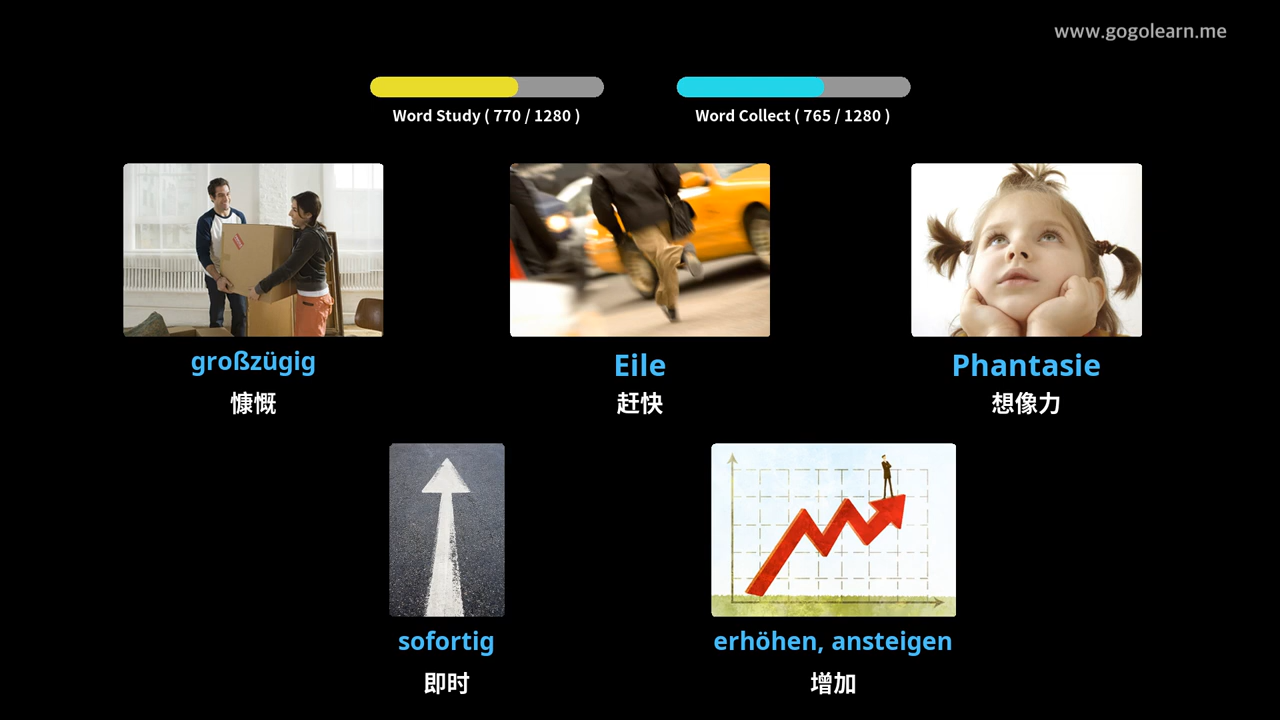 www.gogolearn.me
Word Study ( 770 / 1280 )
Word Collect ( 765 / 1280 )
großzügig
慷慨
Eile
赶快
Phantasie
想像力
sofortig
即时
erhöhen, ansteigen
增加